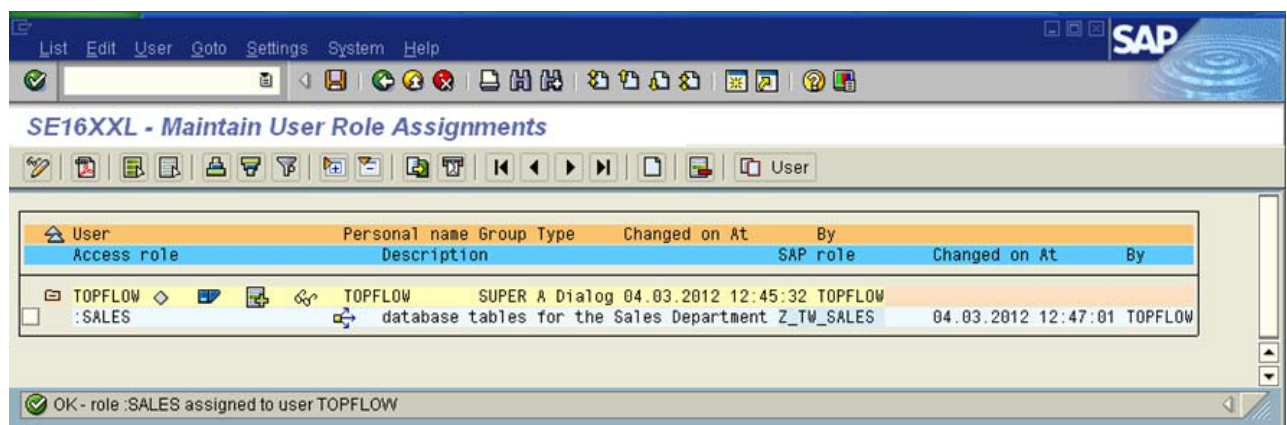 List Edit User Goto Settings System Help
SAP
SE16XXL - Maintain User Role Assignments
User
User Personal name Group Type Changed on At By
Access role Description SAP role Changed on At By
TOPFLOW TOPFLOW SUPER A Dialog 04.03.2012 12:45:32 TOPFLOW
:SALES database tables for the Sales Department Z_TW_SALES 04.03.2012 12:47:01 TOPFLOW
OK - role :SALES assigned to user TOPFLOW